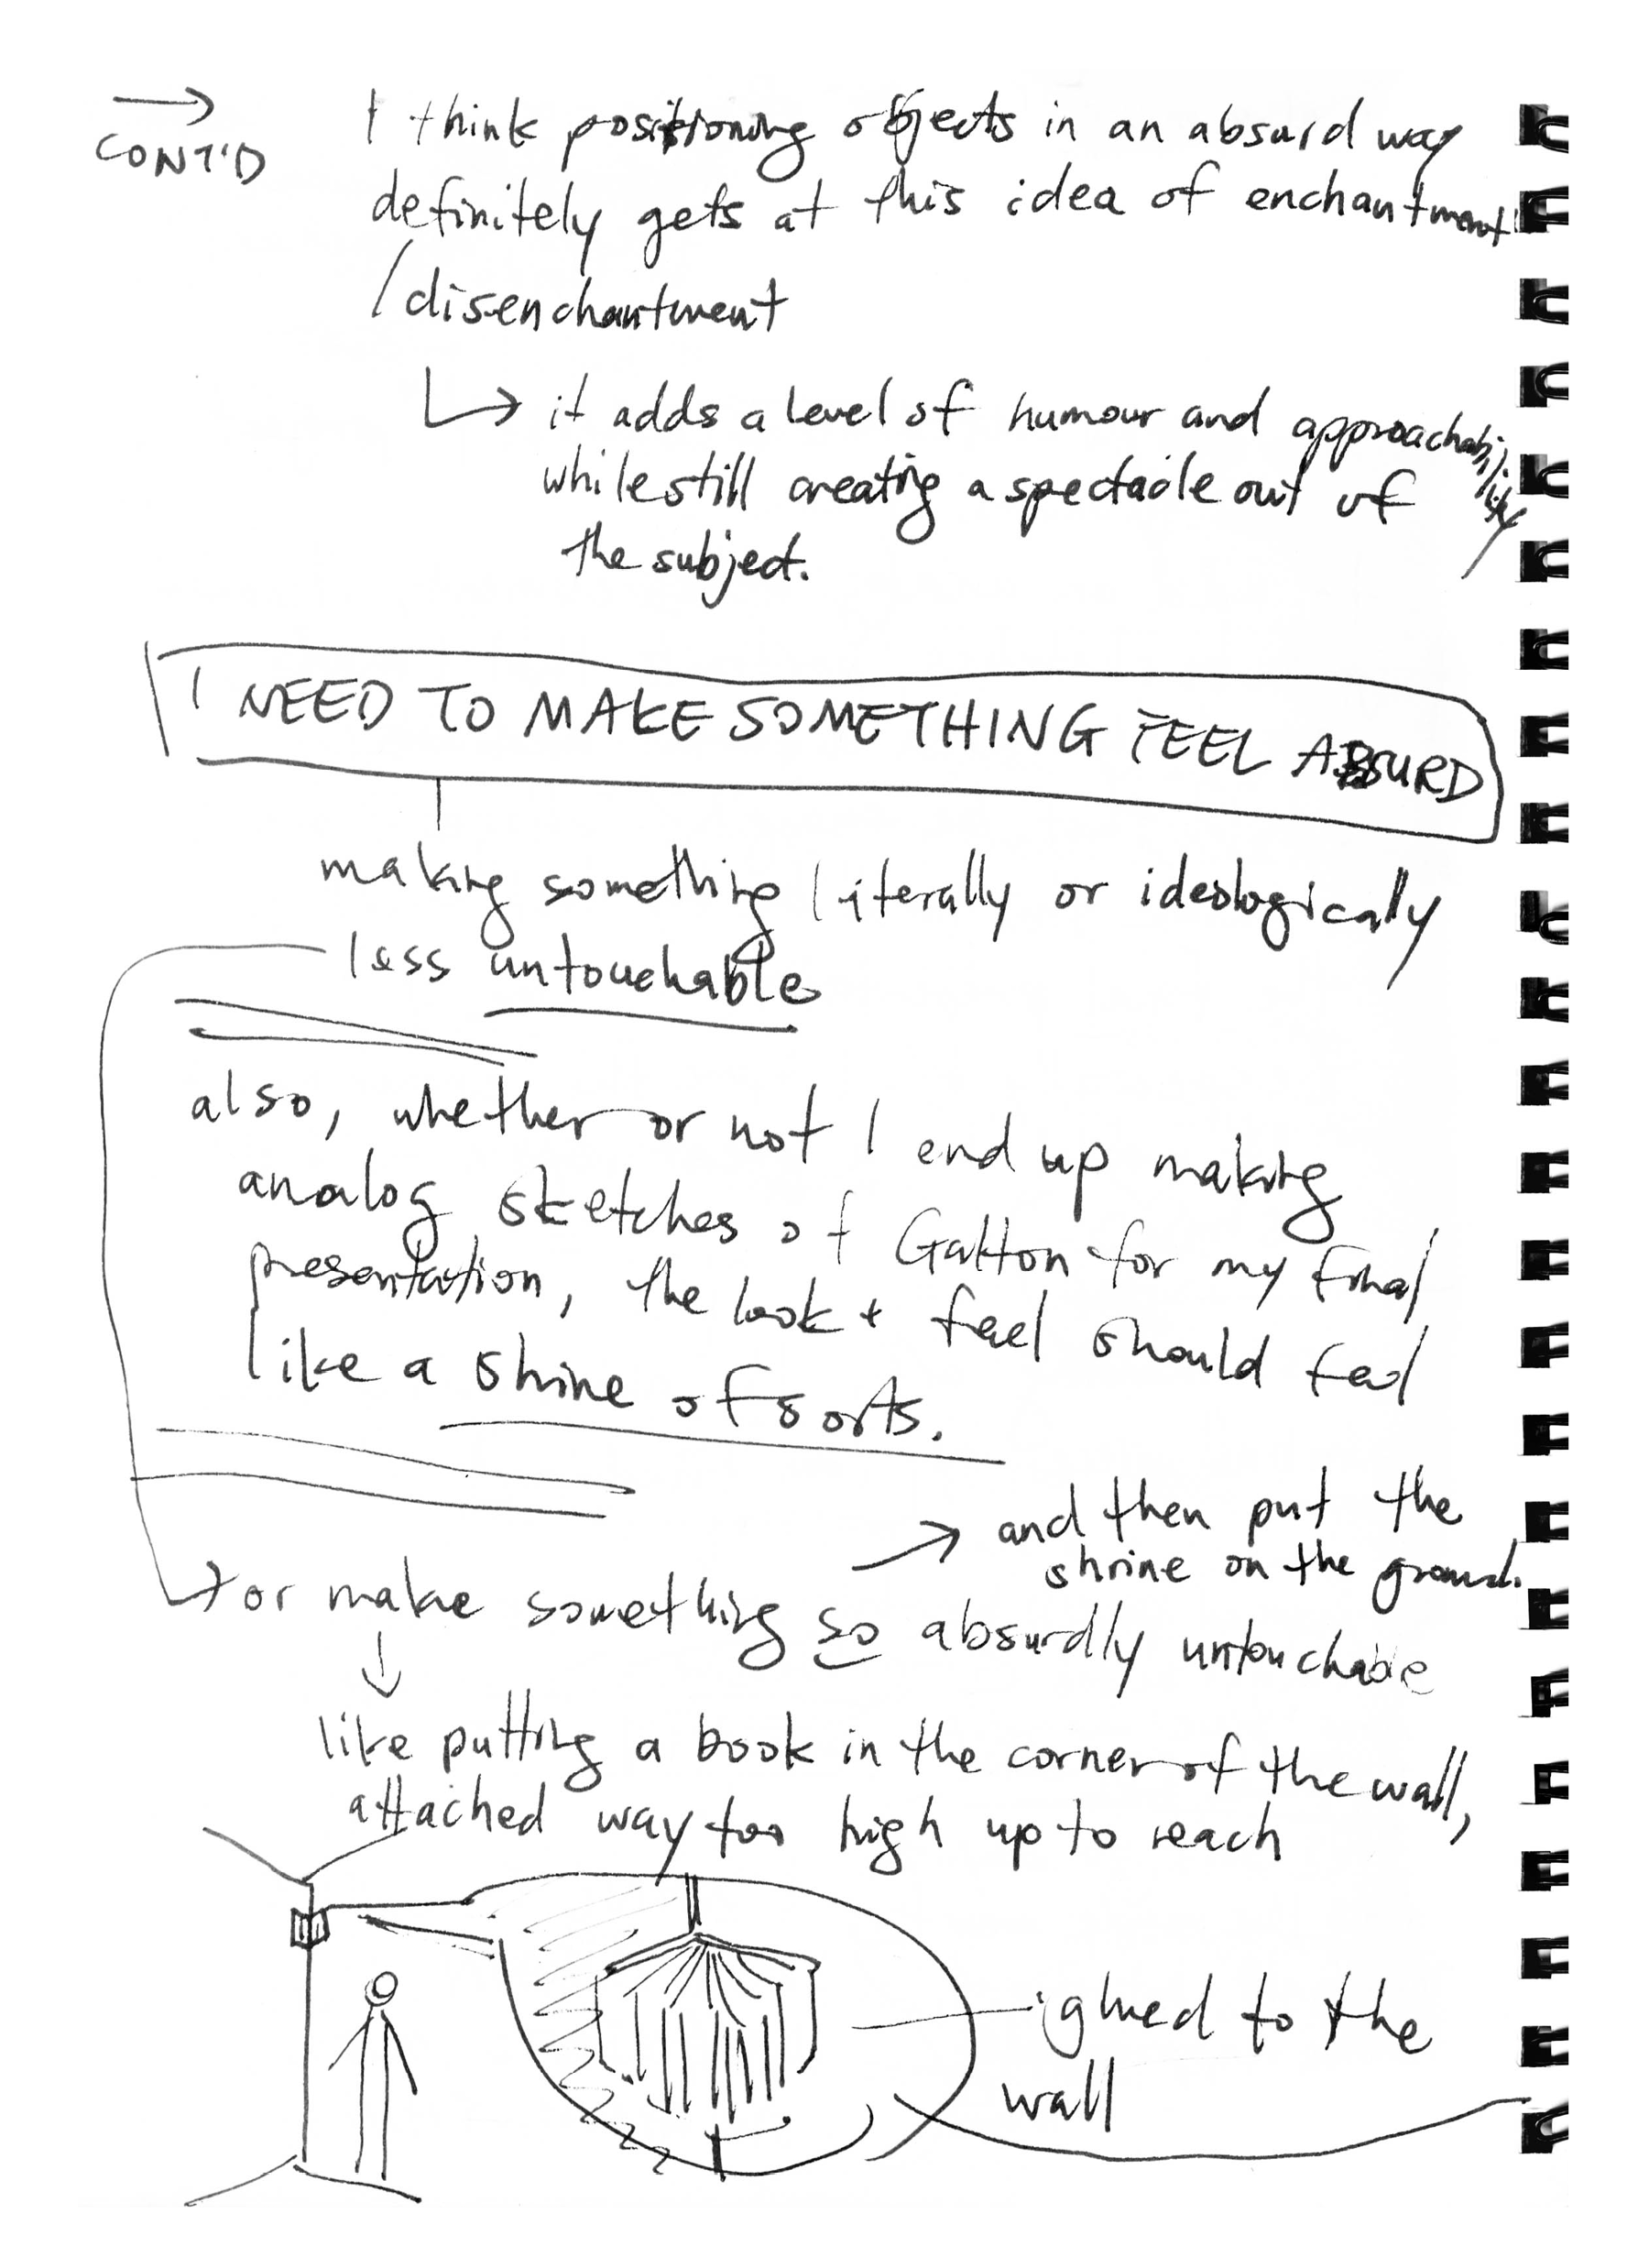 CONT'D
I think positioning objects in an absurd way
definitely gets at this idea of enchantment
/disenchantment
it adds a level of humour and approachability
while still creating a spectacle out of
the subject.
I NEED TO MAKE SOMETHING FEEL ABSURD
making something literally or ideologically
less untouchable
also, whether or not I end up making
analog sketches of Galton for my final
presentation, the look + feel should feel
like a shrine of sorts.
and then put the
shrine on the ground.
or make something so absurdly untouchable
like putting a book in the corner of the wall,
attached way too high up to reach
glued to the
wall